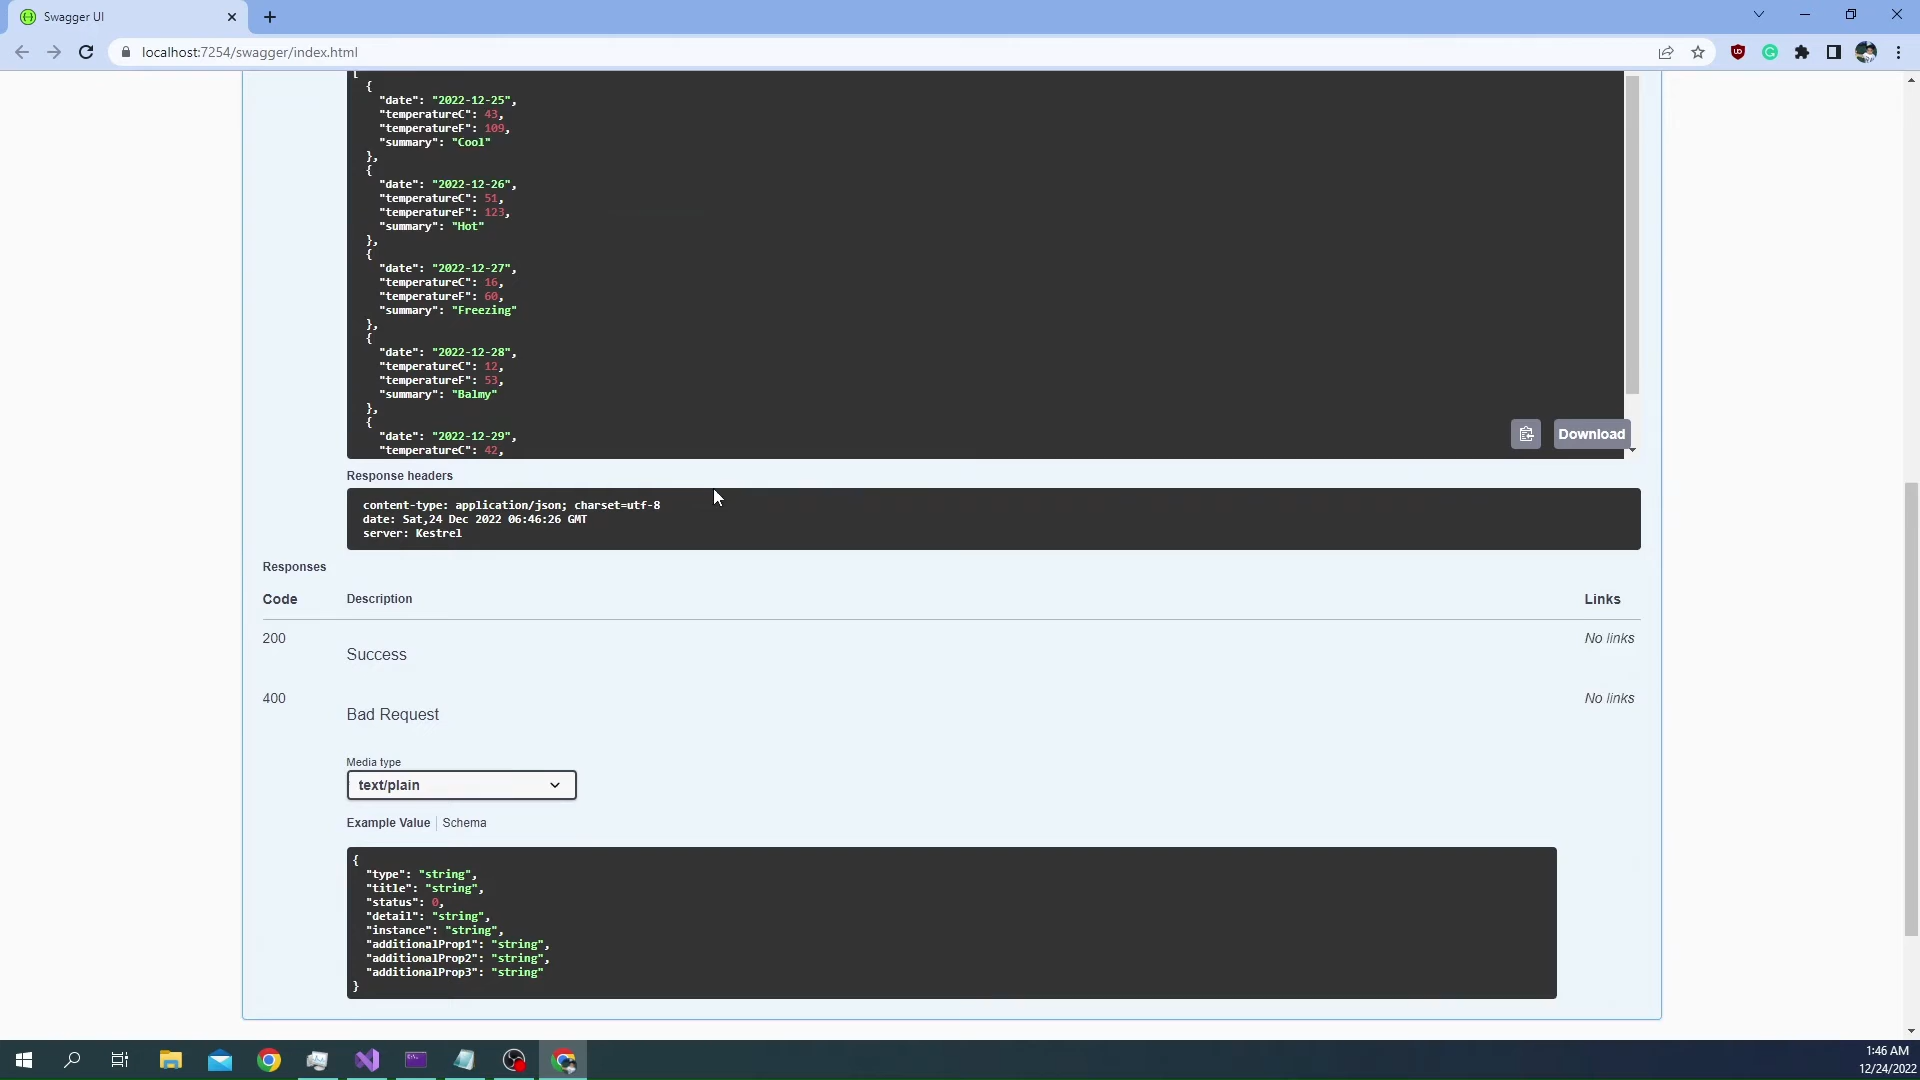 Swagger UI
localhost:7254/swagger/index.html
[
{
"date": "2022-12-25",
"temperatureC": 43,
"temperatureF": 109,
"summary": "Cool"
},
{
"date": "2022-12-26",
"temperatureC": 51,
"temperatureF": 123,
"summary": "Hot"
},
{
"date": "2022-12-27",
"temperatureC": 16,
"temperatureF": 60,
"summary": "Freezing"
},
{
"date": "2022-12-28",
"temperatureC": 12,
"temperatureF": 53,
"summary": "Balmy"
},
{
"date": "2022-12-29",
"temperatureC": 42,
Download
Response headers
content-type: application/json; charset=utf-8
date: Sat,24 Dec 2022 06:46:26 GMT
server: Kestrel
Responses
Code Description Links
200 Success No links
400 Bad Request No links
Media type
text/plain
Example Value | Schema
{
"type": "string",
"title": "string",
"status": 0,
"detail": "string",
"instance": "string",
"additionalProp1": "string",
"additionalProp2": "string",
"additionalProp3": "string"
}
1:46 AM
12/24/2022